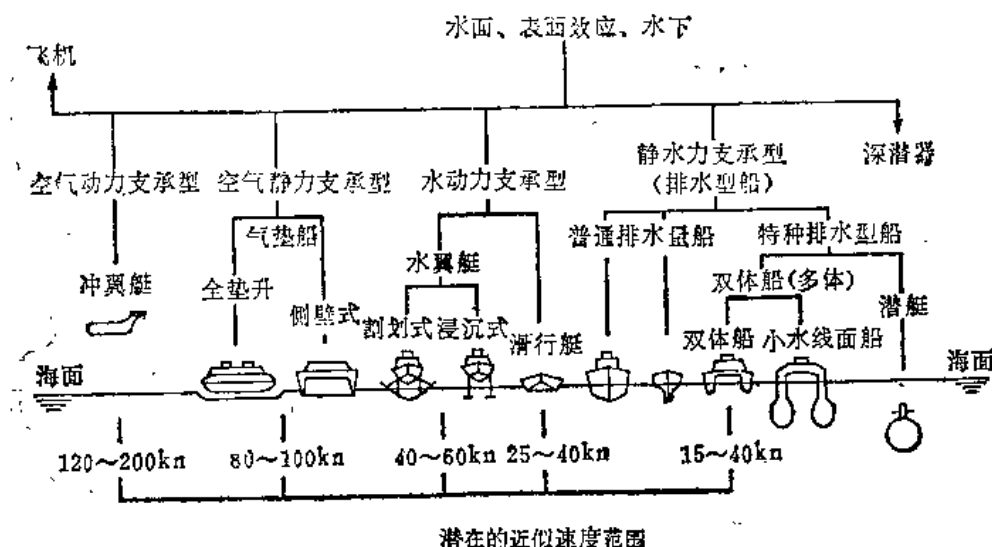 水面、表面效应、水下
飞机
静水力支承型
(排水型船)
深潜器
空气动力支承型
空气静力支承型
水动力支承型
气垫船
普通排水量船
特种排水型船
水翼艇
双体船(多体)
冲翼艇
全垫升
侧壁式
割划式
浸沉式
滑行艇
双体船
小水线面船
潜艇
海面
海面
120～200kn
80～100kn
40～60kn
25～40kn
15～40kn
潜在的近似速度范围